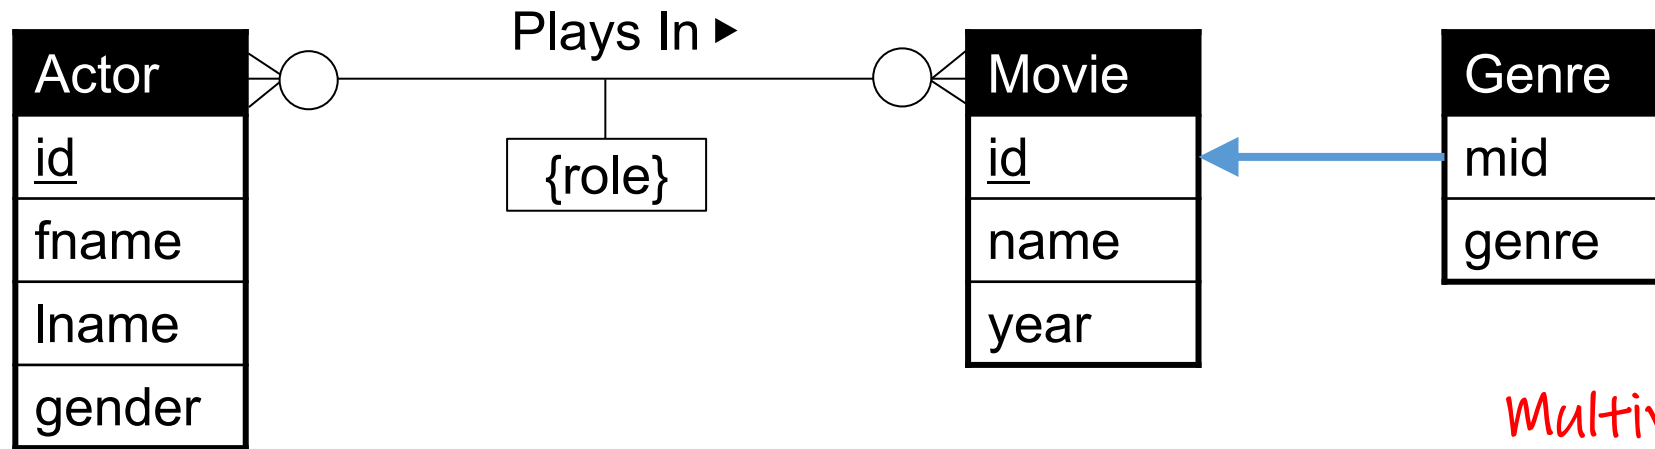 Plays In ▶
Actor
id
fname
lname
gender
{role}
Movie
id
name
year
Genre
mid
genre